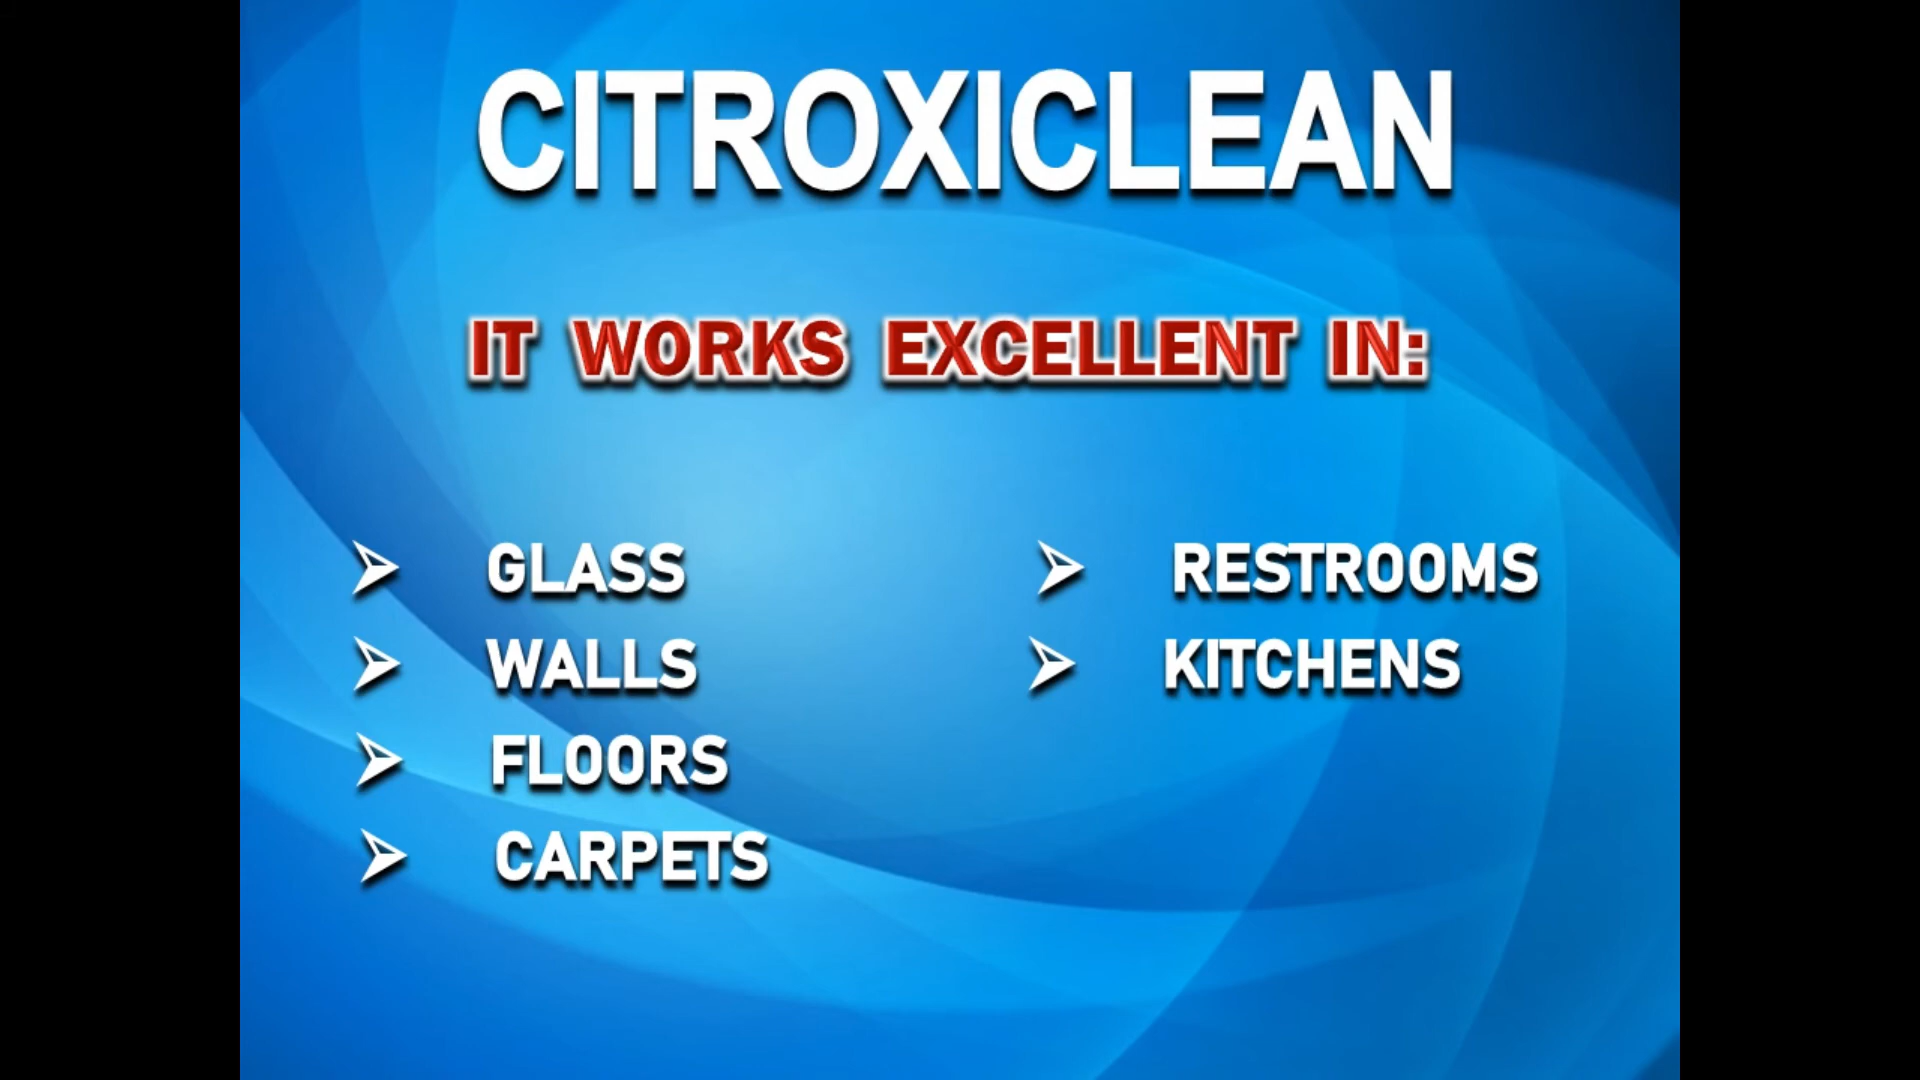 CITROXICLEAN
IT WORKS EXCELLENT IN:
GLASS
WALLS
FLOORS
CARPETS
RESTROOMS
KITCHENS